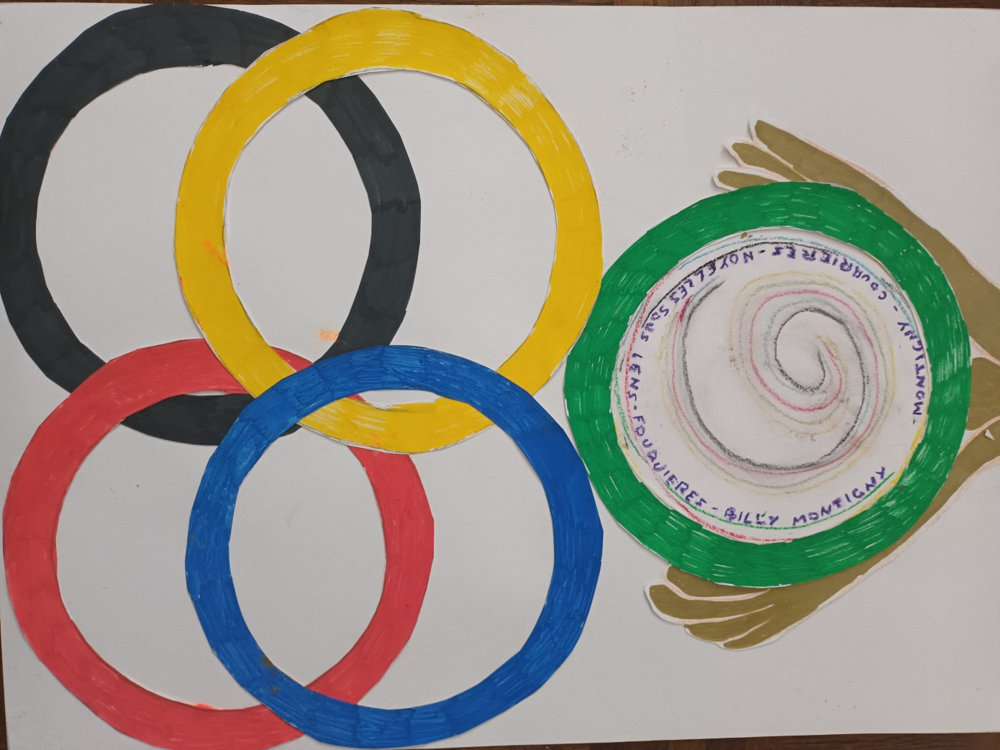 -MONTIGNY - COURRIERES - NOYELLES SOUS LENS - FOUQUIERES - BILLY MONTIGNY